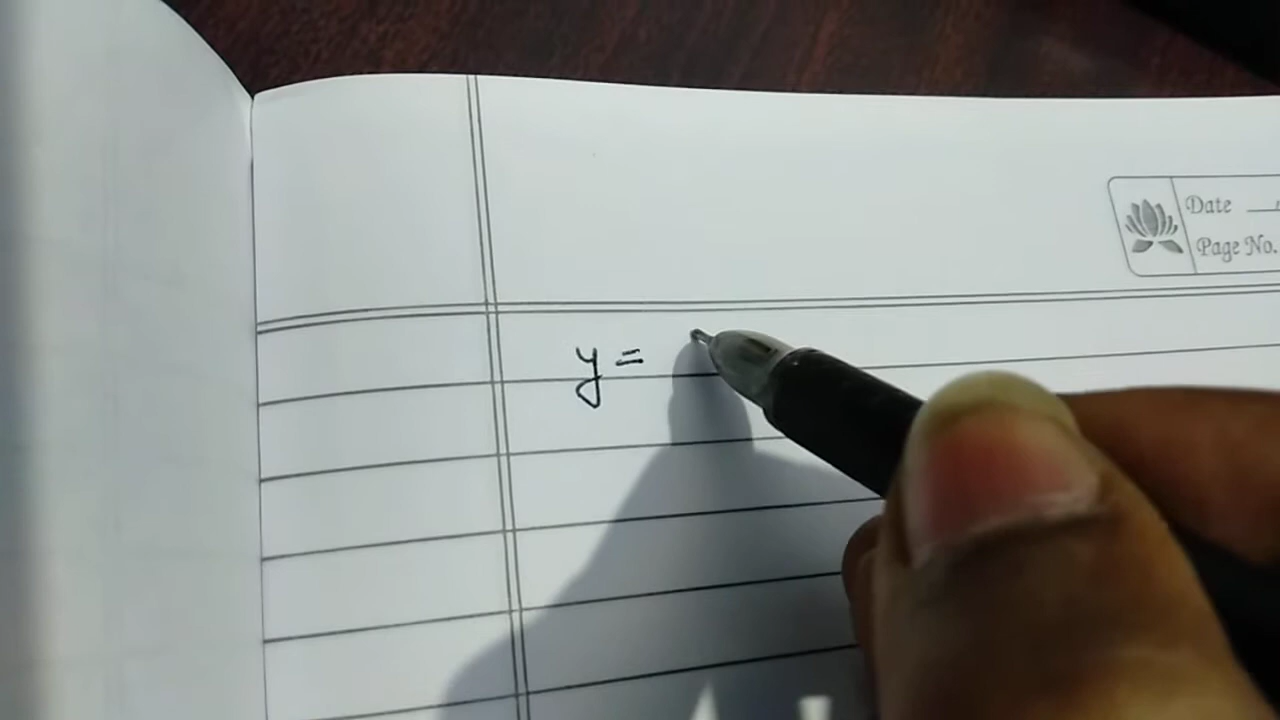 Date
Page No.
y =